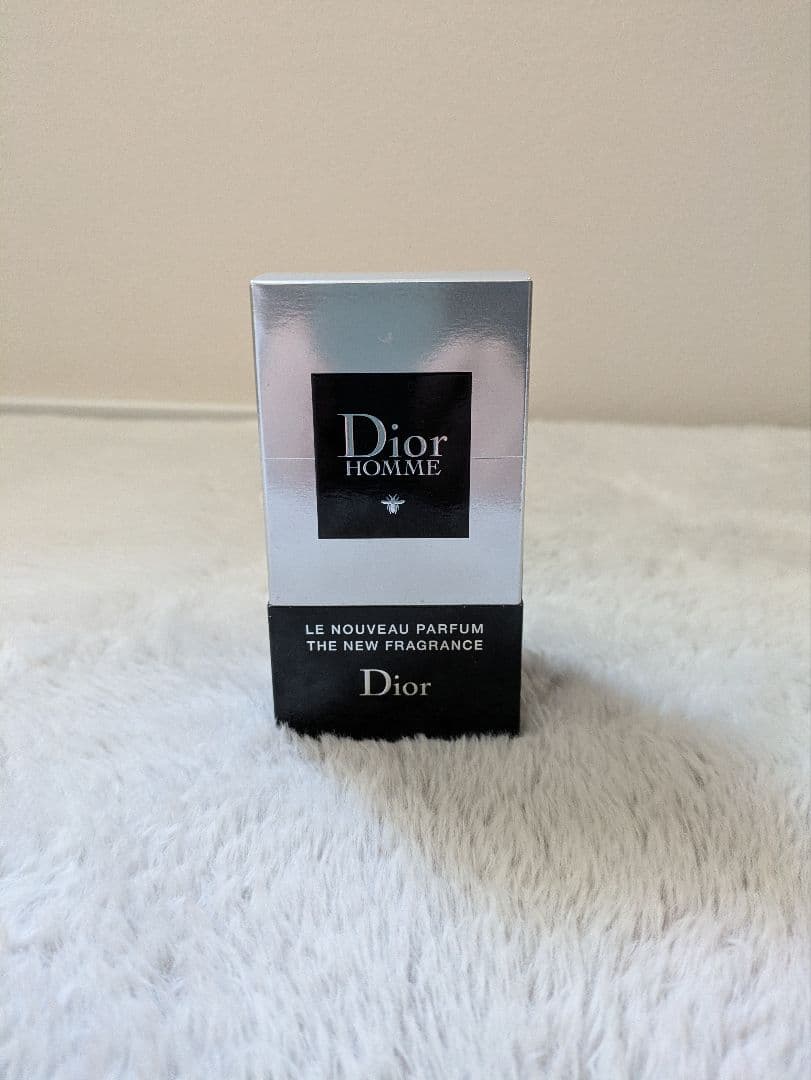 Dior
HOMME
LE NOUVEAU PARFUM
THE NEW FRAGRANCE
Dior